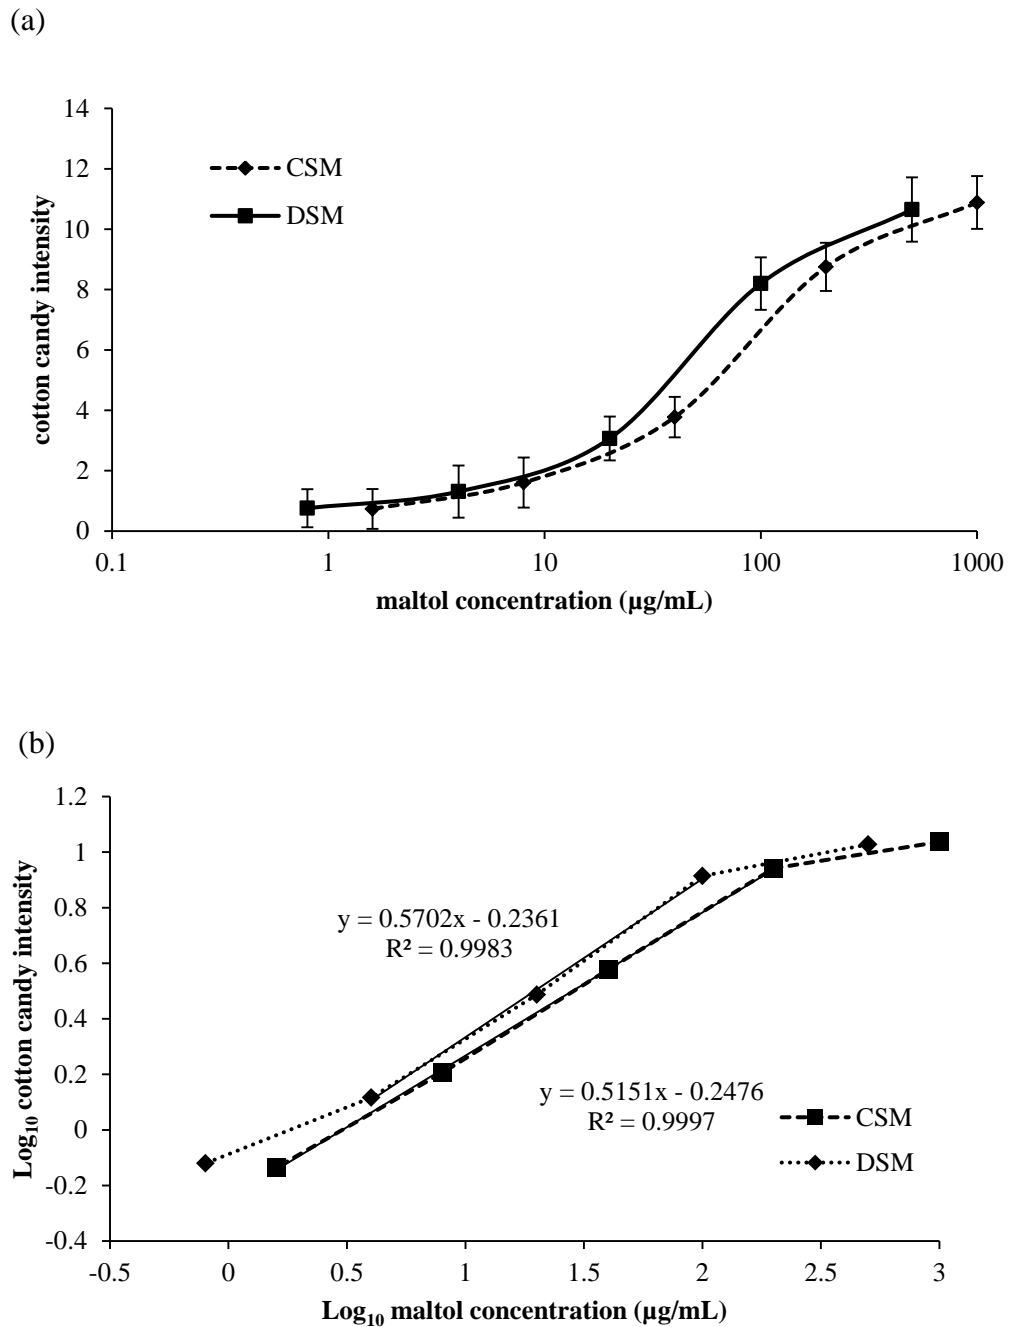 (a)
14
12
10
8
6
4
2
0
cotton candy intensity
CSM
DSM
0.1 1 10 100 1000
maltol concentration (µg/mL)
(b)
1.2
1
0.8
0.6
0.4
0.2
0
-0.2
-0.4
Log₁₀ cotton candy intensity
y = 0.5702x - 0.2361
R² = 0.9983
y = 0.5151x - 0.2476
R² = 0.9997
CSM
DSM
-0.5 0 0.5 1 1.5 2 2.5 3
Log₁₀ maltol concentration (µg/mL)